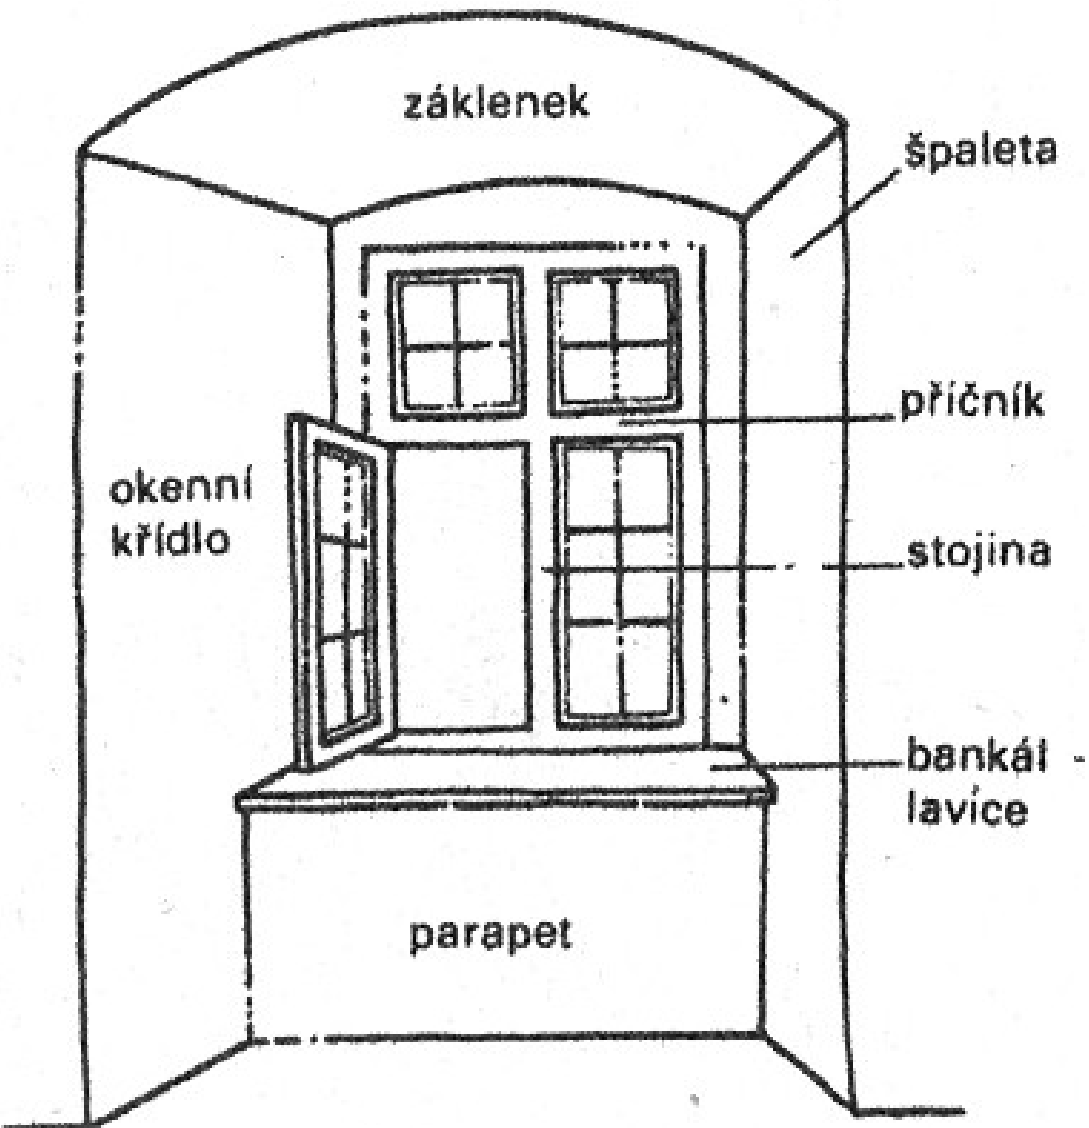 záklenek
špaleta
příčník
okenní
křídlo
stojina
bankál
lavice
parapet